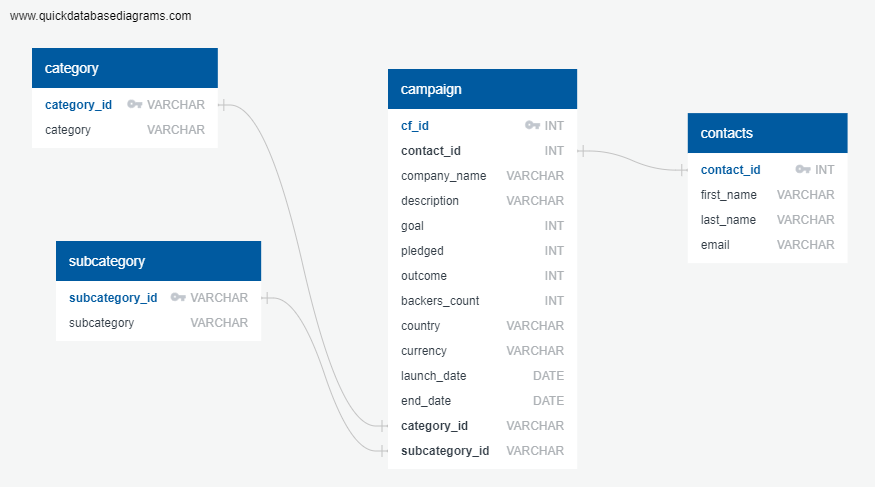 www.quickdatabasediagrams.com
category
category_id VARCHAR
category VARCHAR
subcategory
subcategory_id VARCHAR
subcategory VARCHAR
campaign
cf_id INT
contact_id INT
company_name VARCHAR
description VARCHAR
goal INT
pledged INT
outcome INT
backers_count INT
country VARCHAR
currency VARCHAR
launch_date DATE
end_date DATE
category_id VARCHAR
subcategory_id VARCHAR
contacts
contact_id INT
first_name VARCHAR
last_name VARCHAR
email VARCHAR